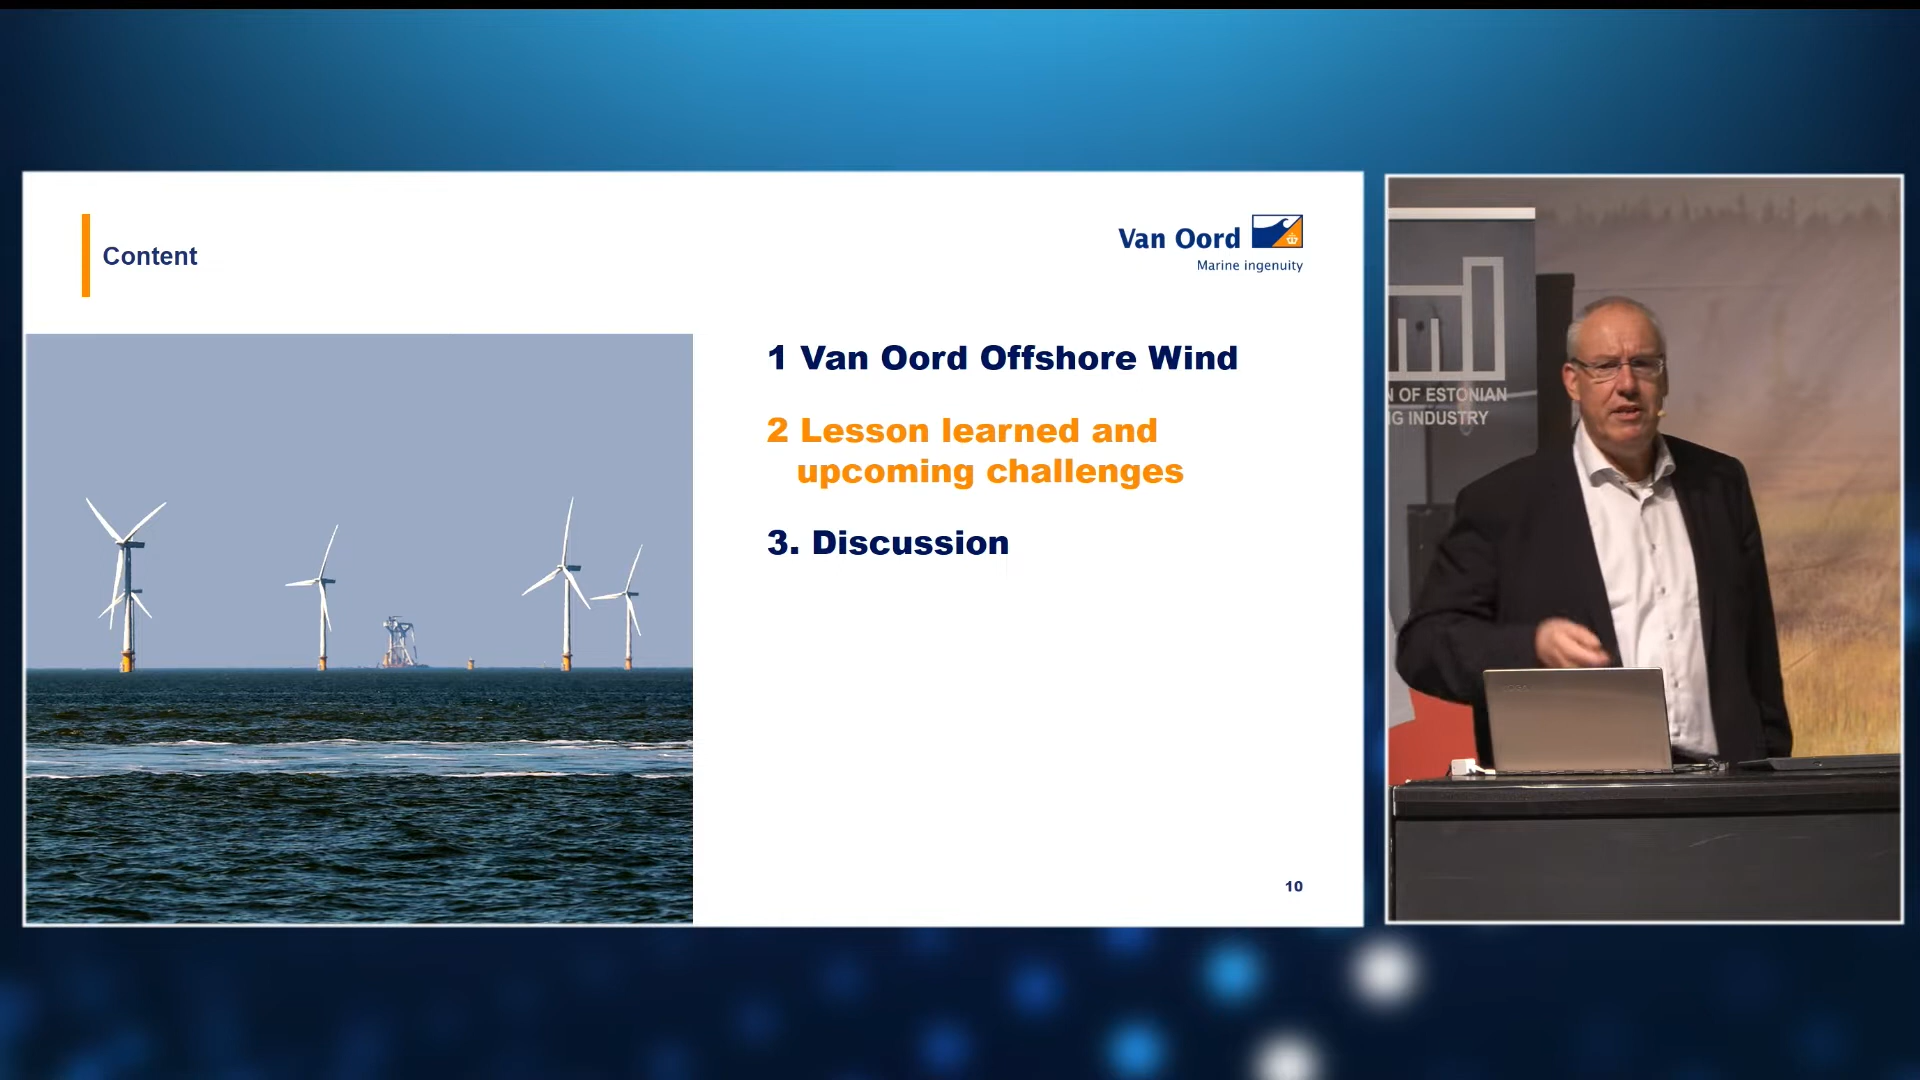 Content
Van Oord
Marine ingenuity
1 Van Oord Offshore Wind
2 Lesson learned and
upcoming challenges
3. Discussion
10
N OF ESTONIAN
G INDUSTRY